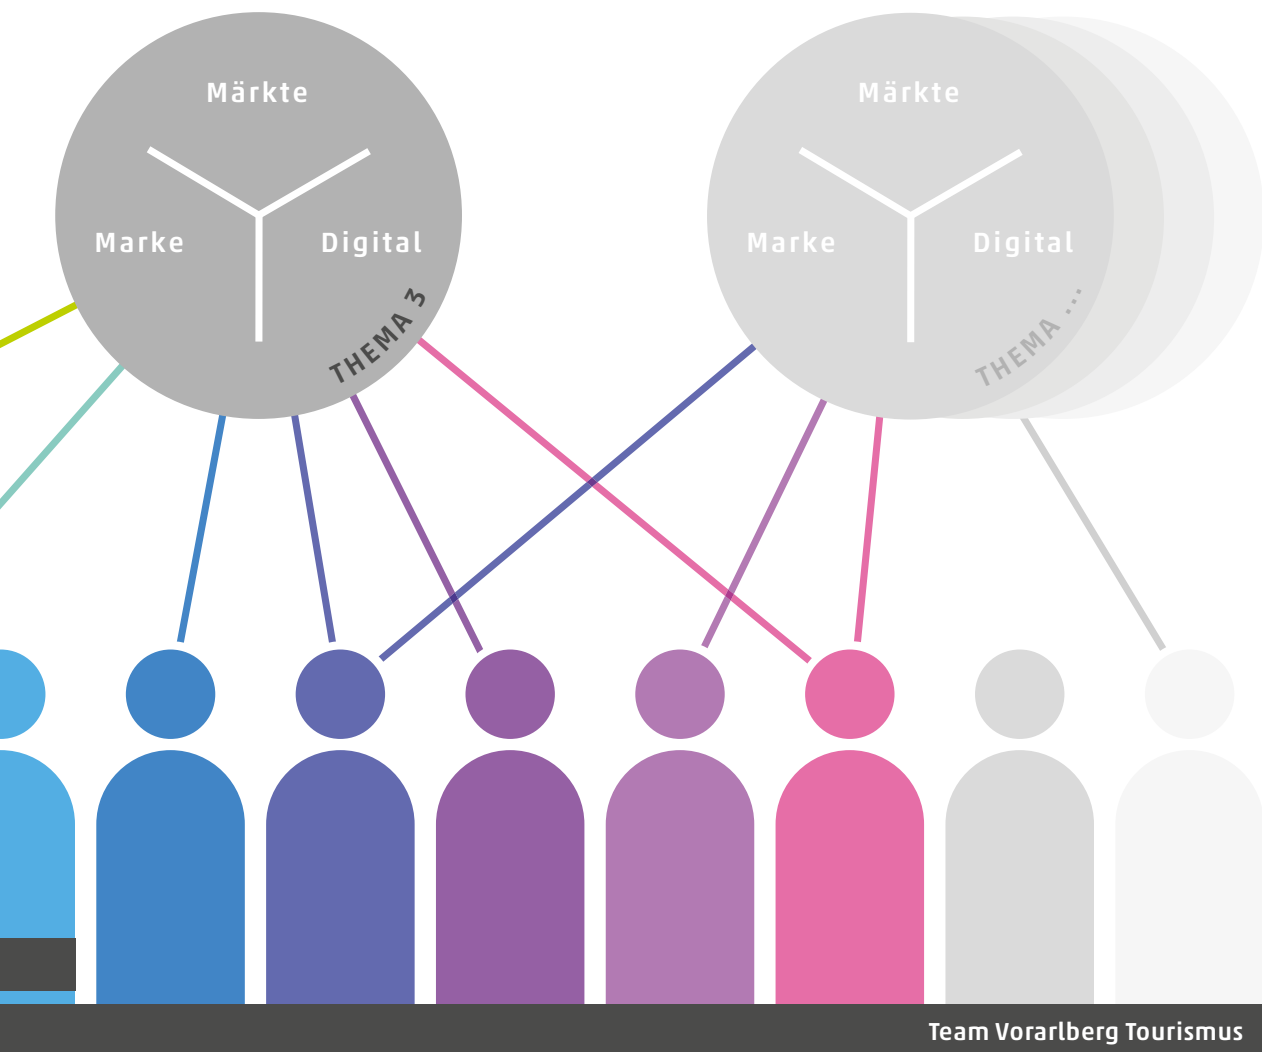 Märkte
Marke
Digital
THEMA 3
Märkte
Marke
Digital
THEMA ...
Team Vorarlberg Tourismus